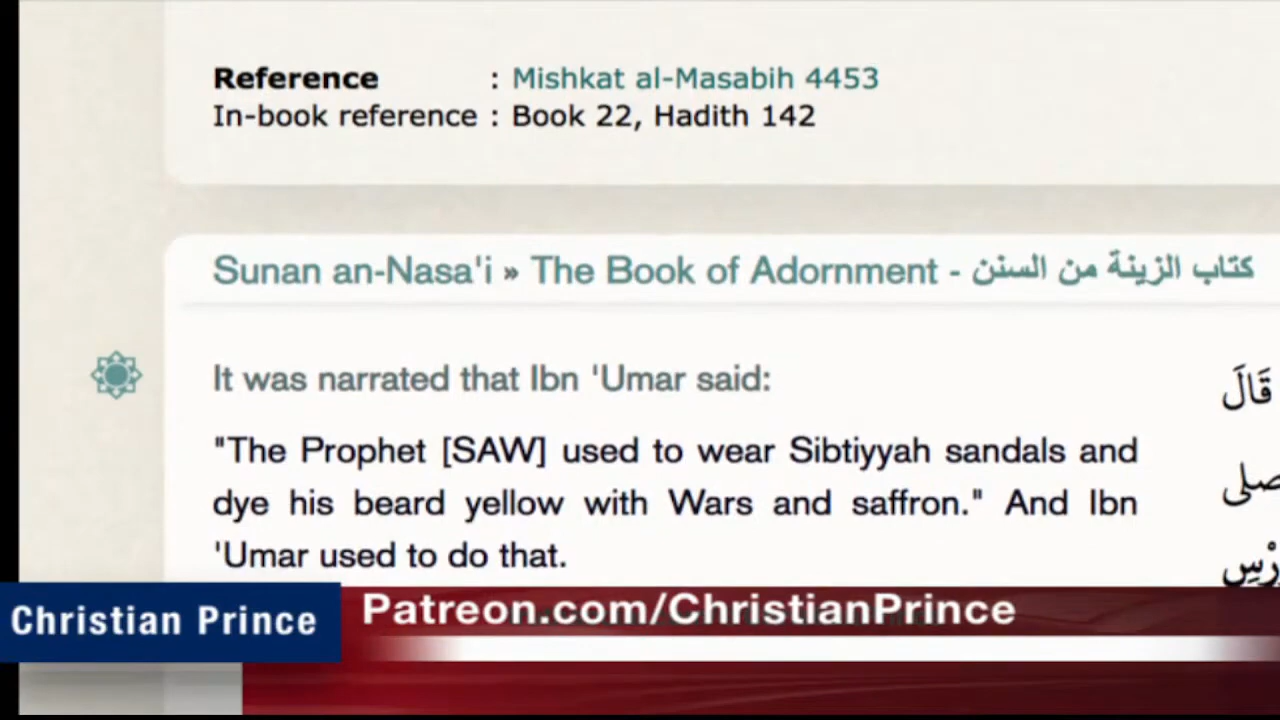 Reference : Mishkat al-Masabih 4453
In-book reference : Book 22, Hadith 142
Sunan an-Nasa'i » The Book of Adornment - كتاب الزينة من السنن
It was narrated that Ibn 'Umar said:
قَالَ
"The Prophet [SAW] used to wear Sibtiyyah sandals and
صلى
dye his beard yellow with Wars and saffron." And Ibn
'Umar used to do that.
Christian Prince
Patreon.com/ChristianPrince